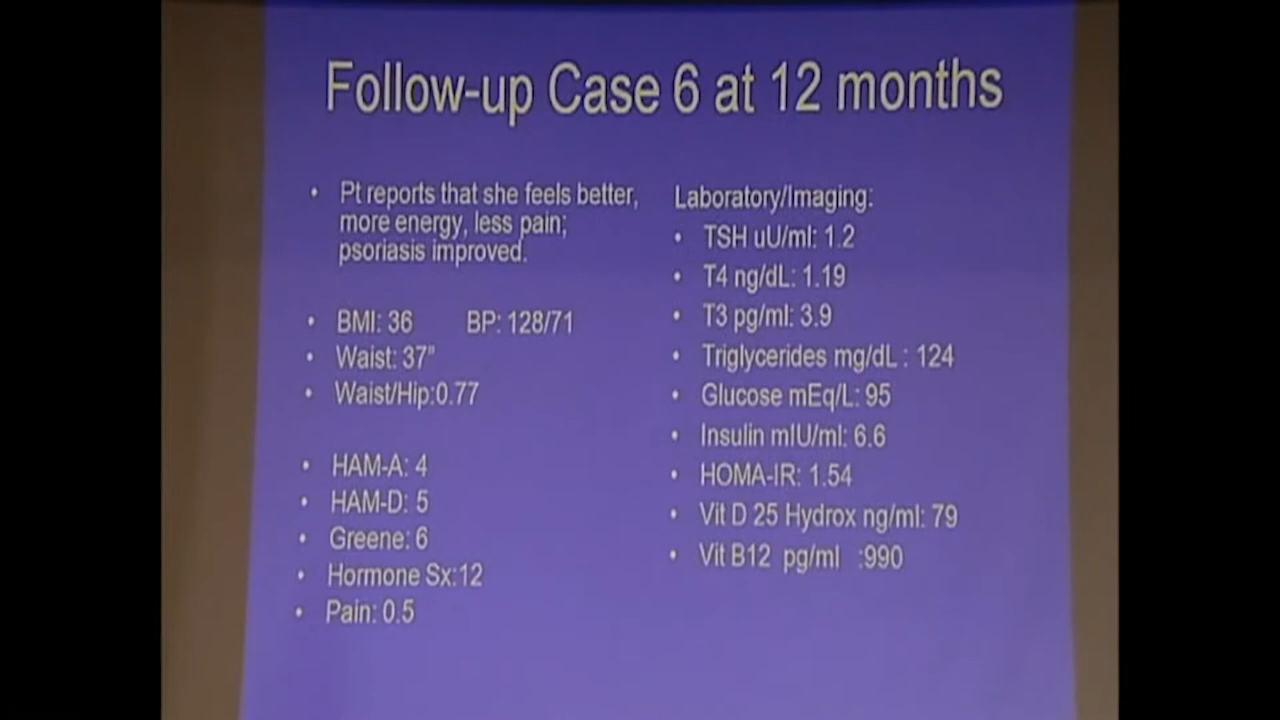 Follow-up Case 6 at 12 months
• Pt reports that she feels better,
more energy, less pain;
psoriasis improved.
• BMI: 36 BP: 128/71
• Waist: 37”
• Waist/Hip:0.77
• HAM-A: 4
• HAM-D: 5
• Greene: 6
• Hormone Sx:12
• Pain: 0.5
Laboratory/Imaging:
• TSH uU/ml: 1.2
• T4 ng/dL: 1.19
• T3 pg/ml: 3.9
• Triglycerides mg/dL : 124
• Glucose mEq/L: 95
• Insulin mIU/ml: 6.6
• HOMA-IR: 1.54
• Vit D 25 Hydrox ng/ml: 79
• Vit B12 pg/ml :990